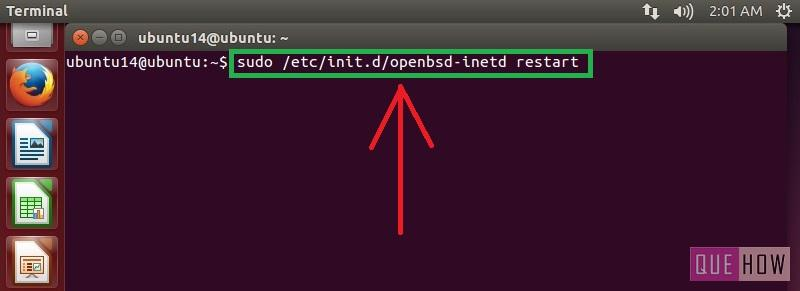 Terminal
2:01 AM
ubuntu14@ubuntu: ~
ubuntu14@ubuntu:~$ sudo /etc/init.d/openbsd-inetd restart
QUE HOW